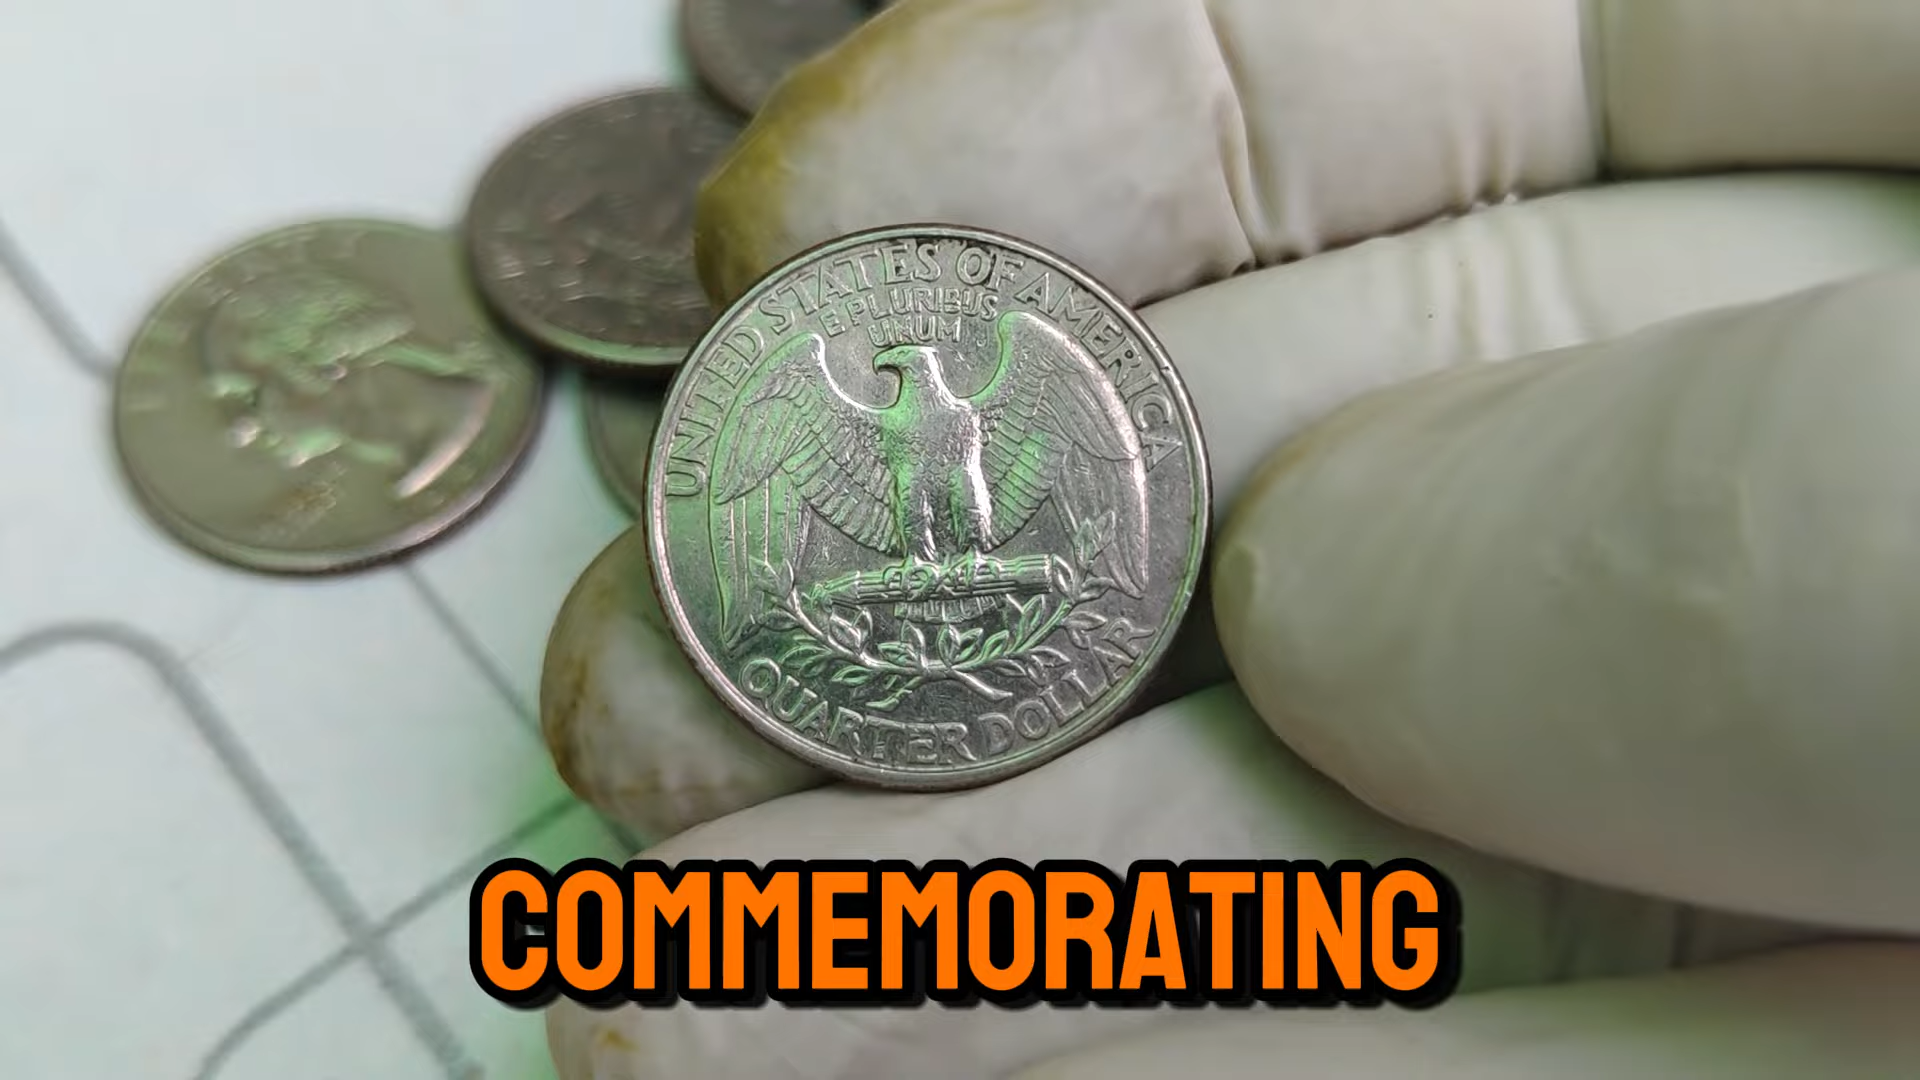 UNITED STATES OF AMERICA
E PLURIBUS
UNUM
QUARTER DOLLAR
COMMEMORATING